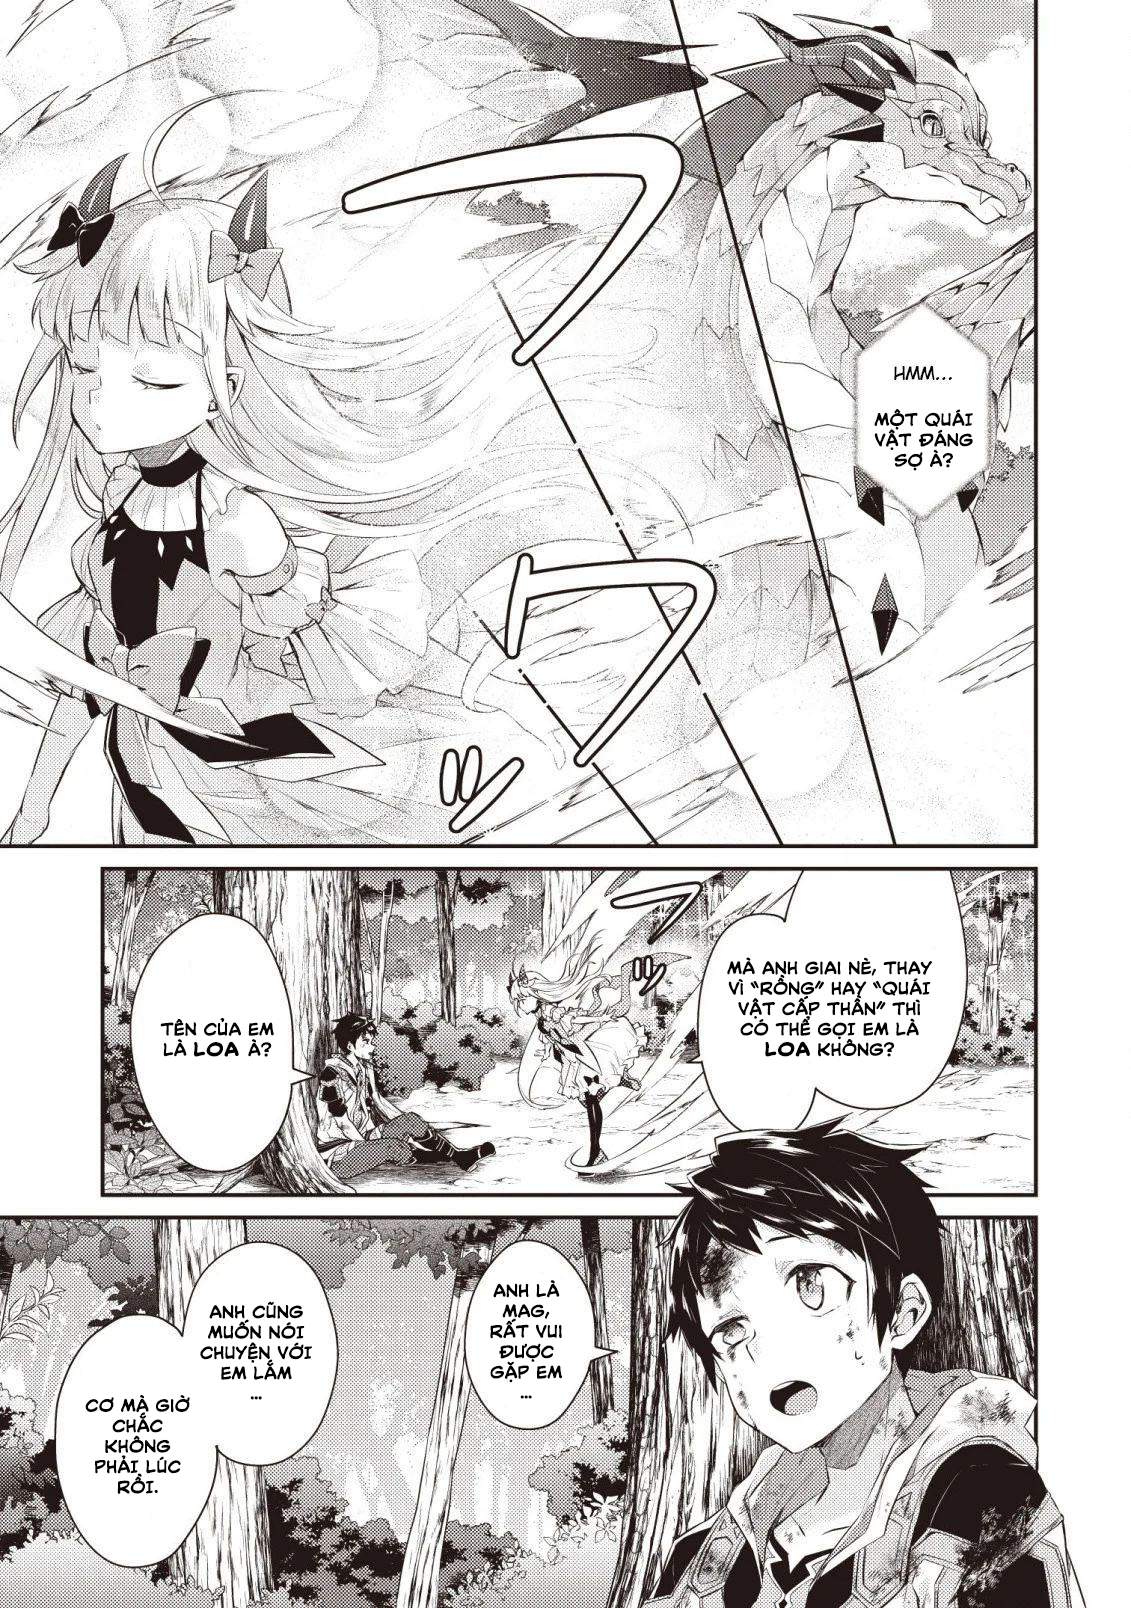 HMM...
MỘT QUÁI
VẬT ĐÁNG
SỢ À?
フ
ワ
ッ
MÀ ANH GIAI NÈ, THAY
VÌ "RỒNG" HAY "QUÁI
VẬT CẤP THẦN" THÌ
CÓ THỂ GỌI EM LÀ
LOA KHÔNG?
フ
ッ
TÊN CỦA EM
LÀ LOA À?
ANH LÀ
MAG,
RẤT VUI
ĐƯỢC
GẶP EM
...
ANH CŨNG
MUỐN NÓI
CHUYỆN VỚI
EM LẮM
...
CƠ MÀ GIỜ
CHẮC
KHÔNG
PHẢI LÚC
RỒI.